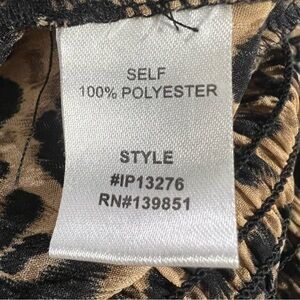 SELF
100% POLYESTER
STYLE
#IP13276
RN#139851